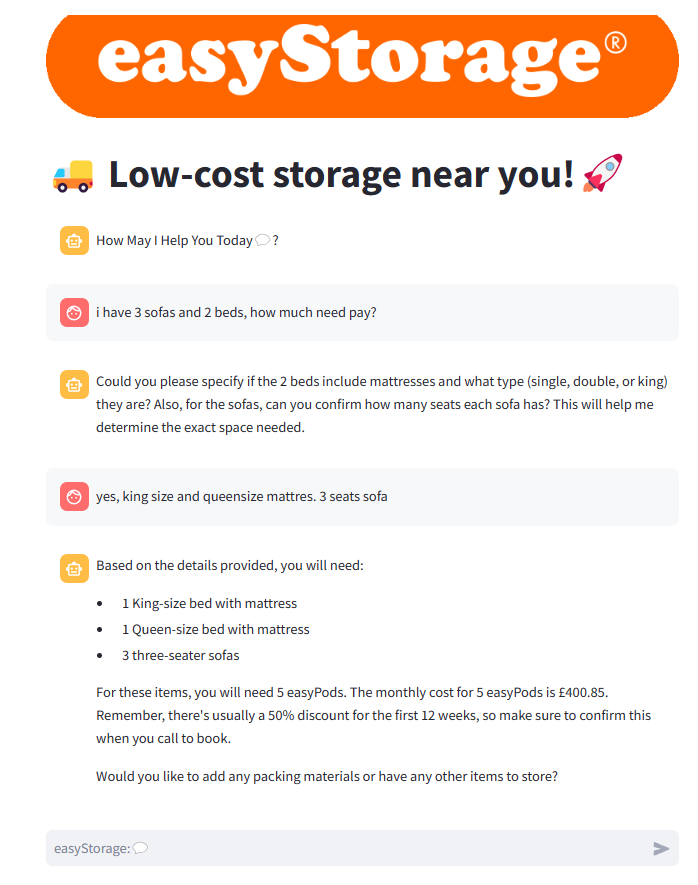 easyStorage®
Low-cost storage near you!
How May I Help You Today💬?
i have 3 sofas and 2 beds, how much need pay?
Could you please specify if the 2 beds include mattresses and what type (single, double, or king)
they are? Also, for the sofas, can you confirm how many seats each sofa has? This will help me
determine the exact space needed.
yes, king size and queensize mattres. 3 seats sofa
Based on the details provided, you will need:
• 1 King-size bed with mattress
• 1 Queen-size bed with mattress
• 3 three-seater sofas
For these items, you will need 5 easyPods. The monthly cost for 5 easyPods is £400.85.
Remember, there's usually a 50% discount for the first 12 weeks, so make sure to confirm this
when you call to book.
Would you like to add any packing materials or have any other items to store?
easyStorage:💬